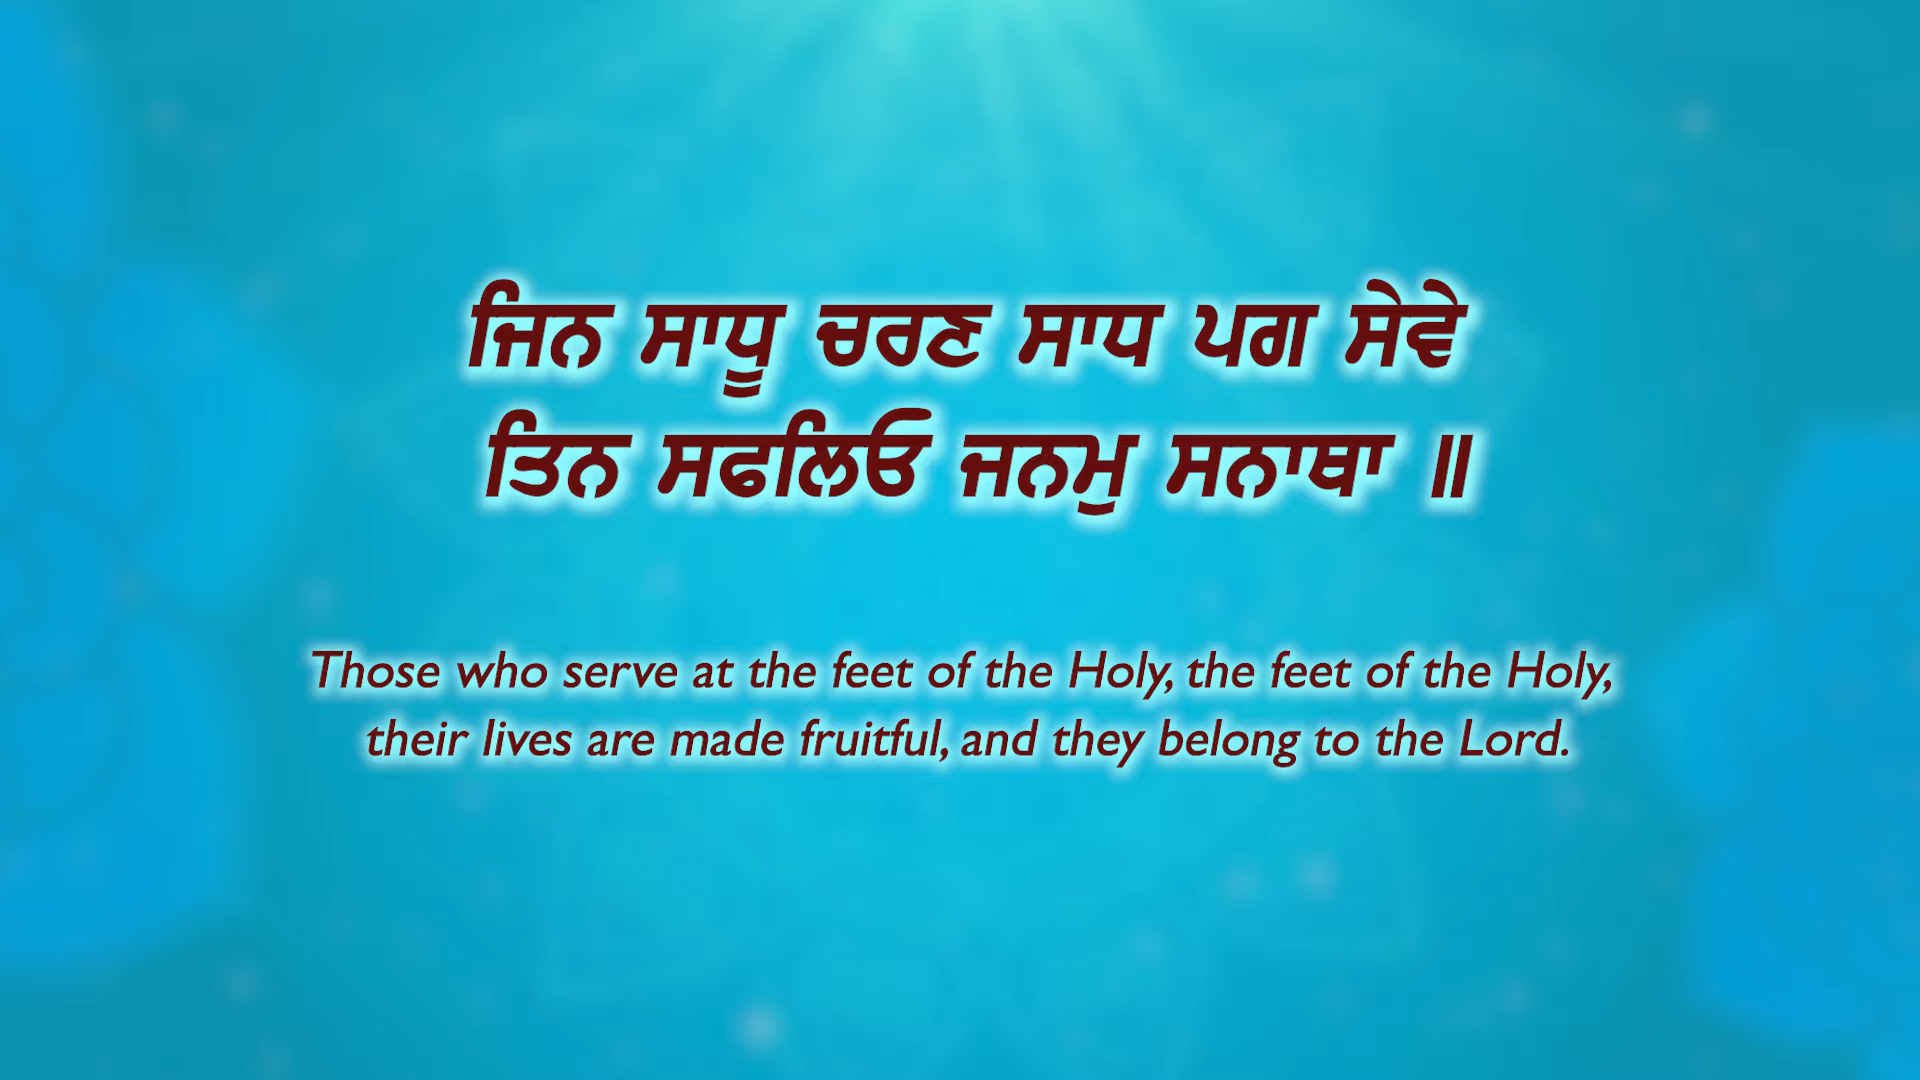 ਜਿਨ ਸਾਧੂ ਚਰਣ ਸਾਧ ਪਗ ਸੇਵੇ
ਤਿਨ ਸਫਲਿਓ ਜਨਮੁ ਸਨਾਥਾ ॥
Those who serve at the feet of the Holy, the feet of the Holy,
their lives are made fruitful, and they belong to the Lord.